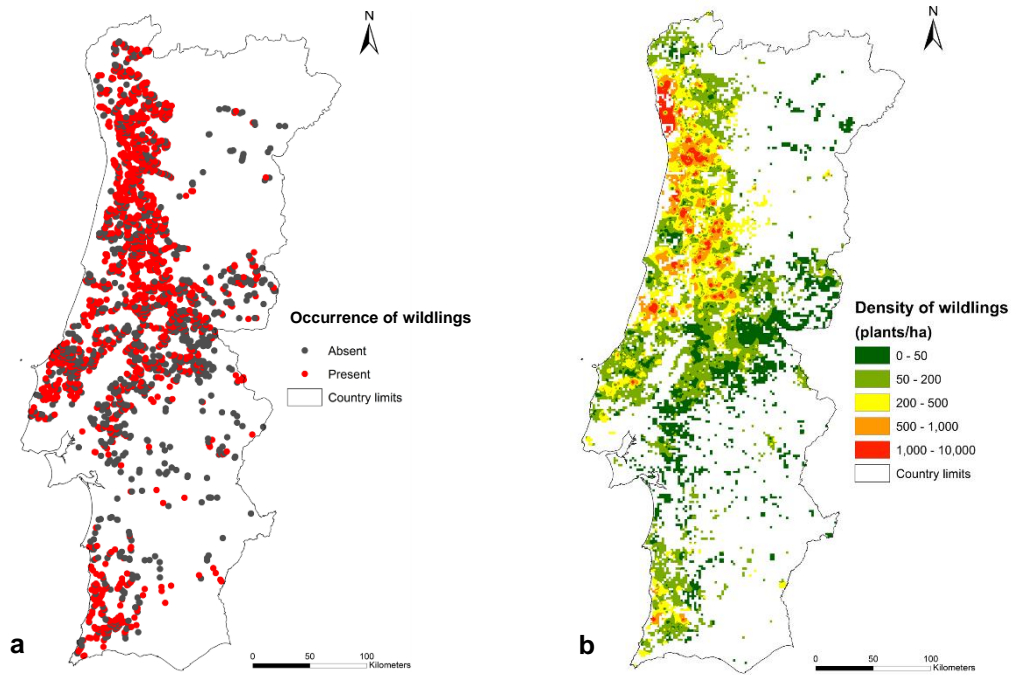 N
Occurrence of wildlings
Absent
Present
Country limits
a
0 50 100
Kilometers
N
Density of wildlings
(plants/ha)
0 - 50
50 - 200
200 - 500
500 - 1,000
1,000 - 10,000
Country limits
b
0 50 100
Kilometers